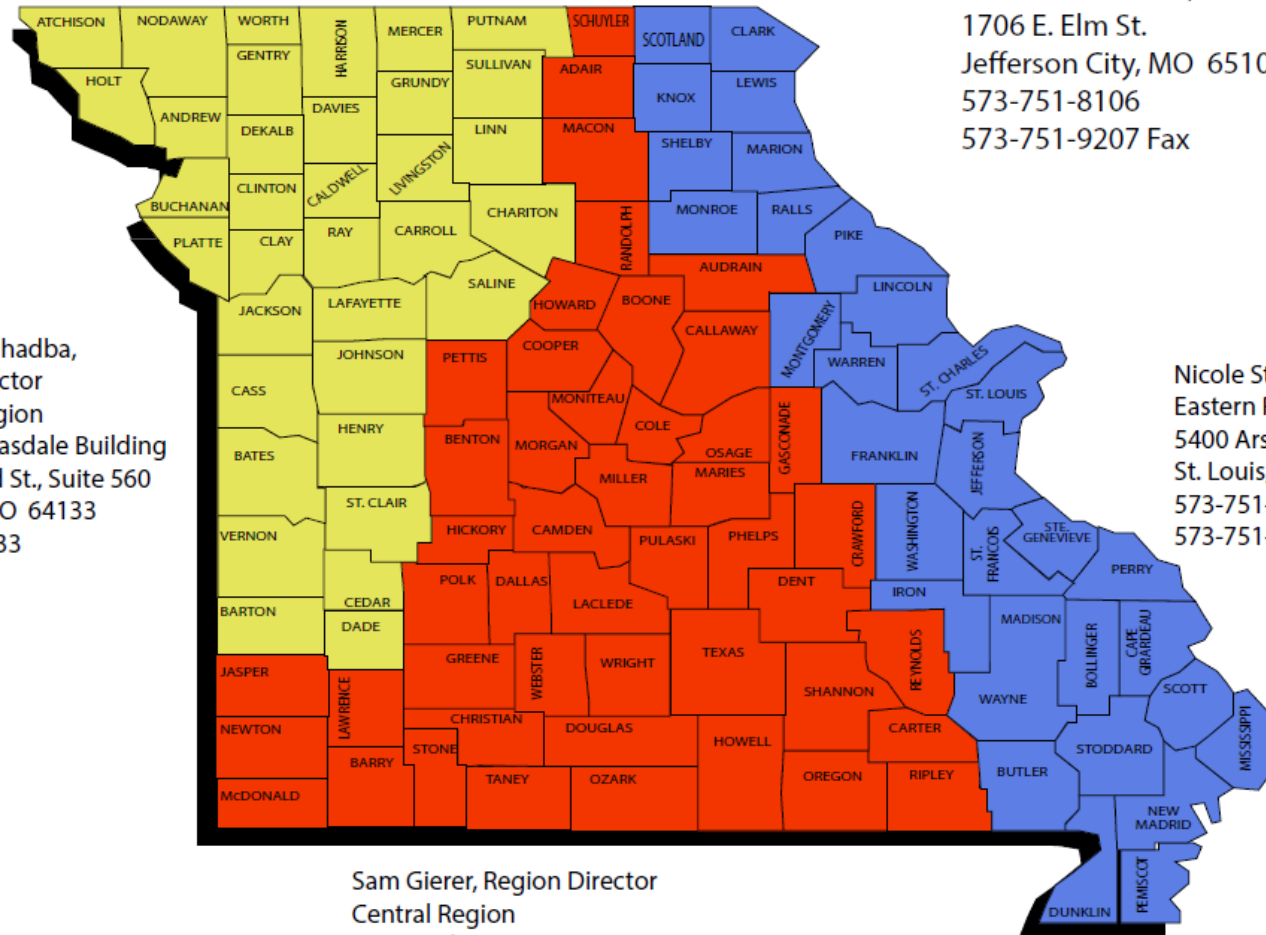 1706 E. Elm St.
Jefferson City, MO 6510
573-751-8106
573-751-9207 Fax
ATCHISON
NODAWAY
WORTH
HARRISON
MERCER
PUTNAM
SCHUYLER
SCOTLAND
CLARK
GENTRY
HOLT
GRUNDY
SULLIVAN
ADAIR
KNOX
LEWIS
ANDREW
DEKALB
DAVIES
LINN
MACON
SHELBY
MARION
BUCHANAN
CLINTON
CALDWELL
LIVINGSTON
CHARITON
RANDOLPH
MONROE
RALLS
PIKE
PLATTE
CLAY
RAY
CARROLL
SALINE
HOWARD
BOONE
AUDRAIN
LINCOLN
JACKSON
LAFAYETTE
CALLAWAY
MONTGOMERY
JOHNSON
PETTIS
COOPER
WARREN
ST. CHARLES
ST. LOUIS
CASS
MONITEAU
COLE
HENRY
BENTON
MORGAN
OSAGE
GASCONADE
FRANKLIN
JEFFERSON
BATES
MILLER
MARIES
ST. CLAIR
VERNON
HICKORY
CAMDEN
PULASKI
PHELPS
CRAWFORD
WASHINGTON
ST.
FRANCOIS
STE.
GENEVIEVE
PERRY
POLK
DALLAS
LACLEDE
DENT
IRON
BARTON
CEDAR
DADE
MADISON
BOLLINGER
CAPE
GIRARDEAU
JASPER
LAWRENCE
GREENE
WEBSTER
WRIGHT
TEXAS
SHANNON
REYNOLDS
WAYNE
SCOTT
MISSISSIPPI
NEWTON
CHRISTIAN
DOUGLAS
HOWELL
CARTER
STODDARD
BARRY
STONE
TANEY
OZARK
OREGON
RIPLEY
BUTLER
McDONALD
NEW
MADRID
DUNKLIN
PEMISCOT
hadba,
ctor
gion
asdale Building
l St., Suite 560
O 64133
33
Nicole St
Eastern
5400 Ars
St. Louis,
573-751-
573-751-
Sam Gierer, Region Director
Central Region